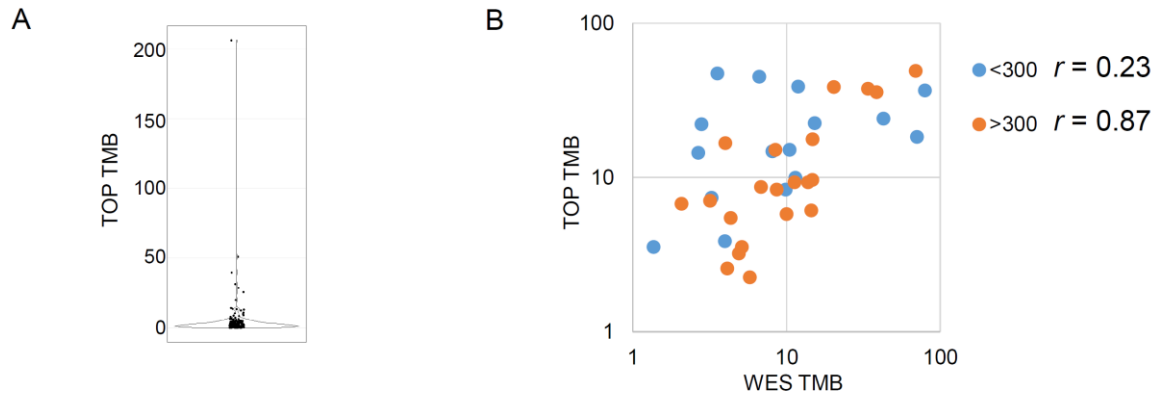 A
TOP TMB
200
150
100
50
0
B
TOP TMB
100
10
1
1 10 100
WES TMB
<300 r = 0.23
>300 r = 0.87